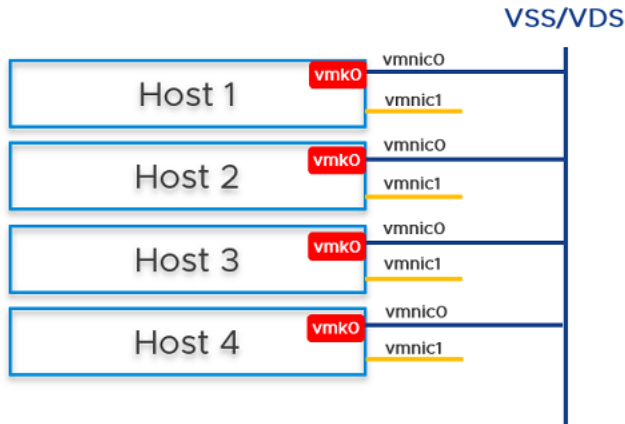 VSS/VDS
vmnic0
vmk0
Host 1
vmnic1
vmnic0
vmk0
Host 2
vmnic1
vmnic0
vmk0
Host 3
vmnic1
vmnic0
vmk0
Host 4
vmnic1